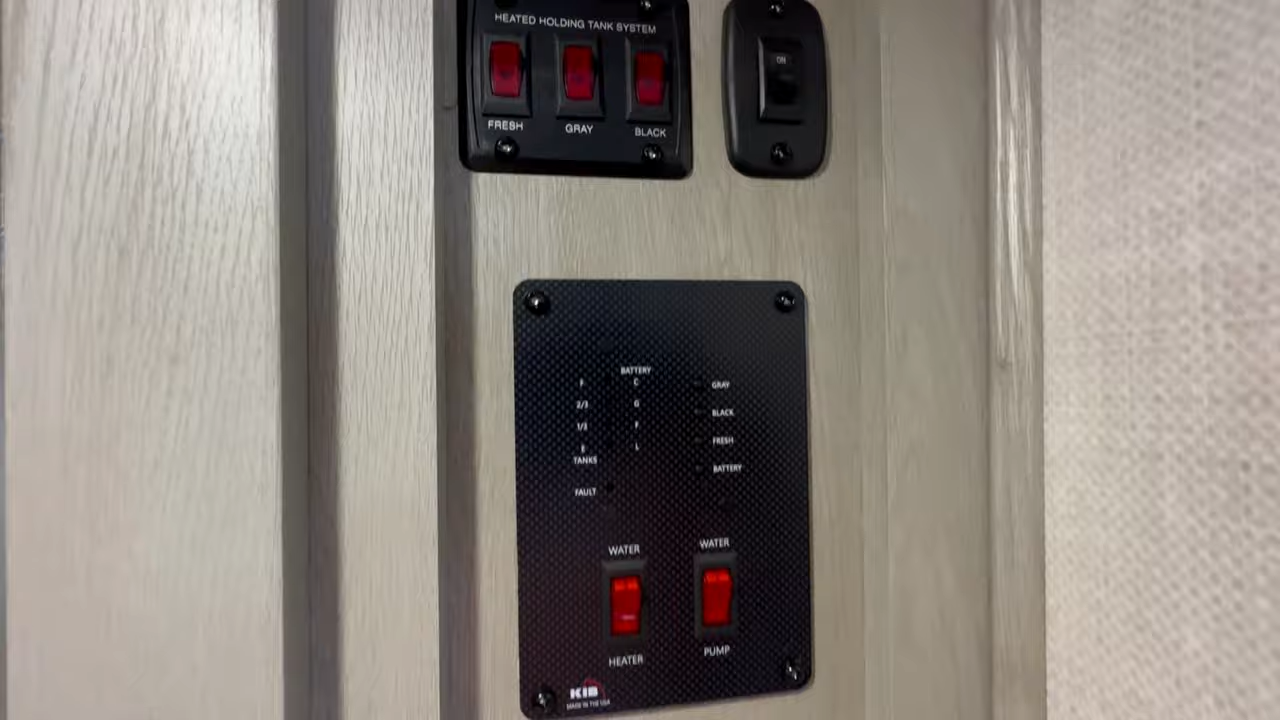 HEATED HOLDING TANK SYSTEM
FRESH GRAY BLACK
ON
BATTERY
F C GRAY
2/3 G BLACK
1/3 F FRESH
E L
TANKS BATTERY
FAULT
WATER WATER
HEATER PUMP
KIB
MADE IN THE USA